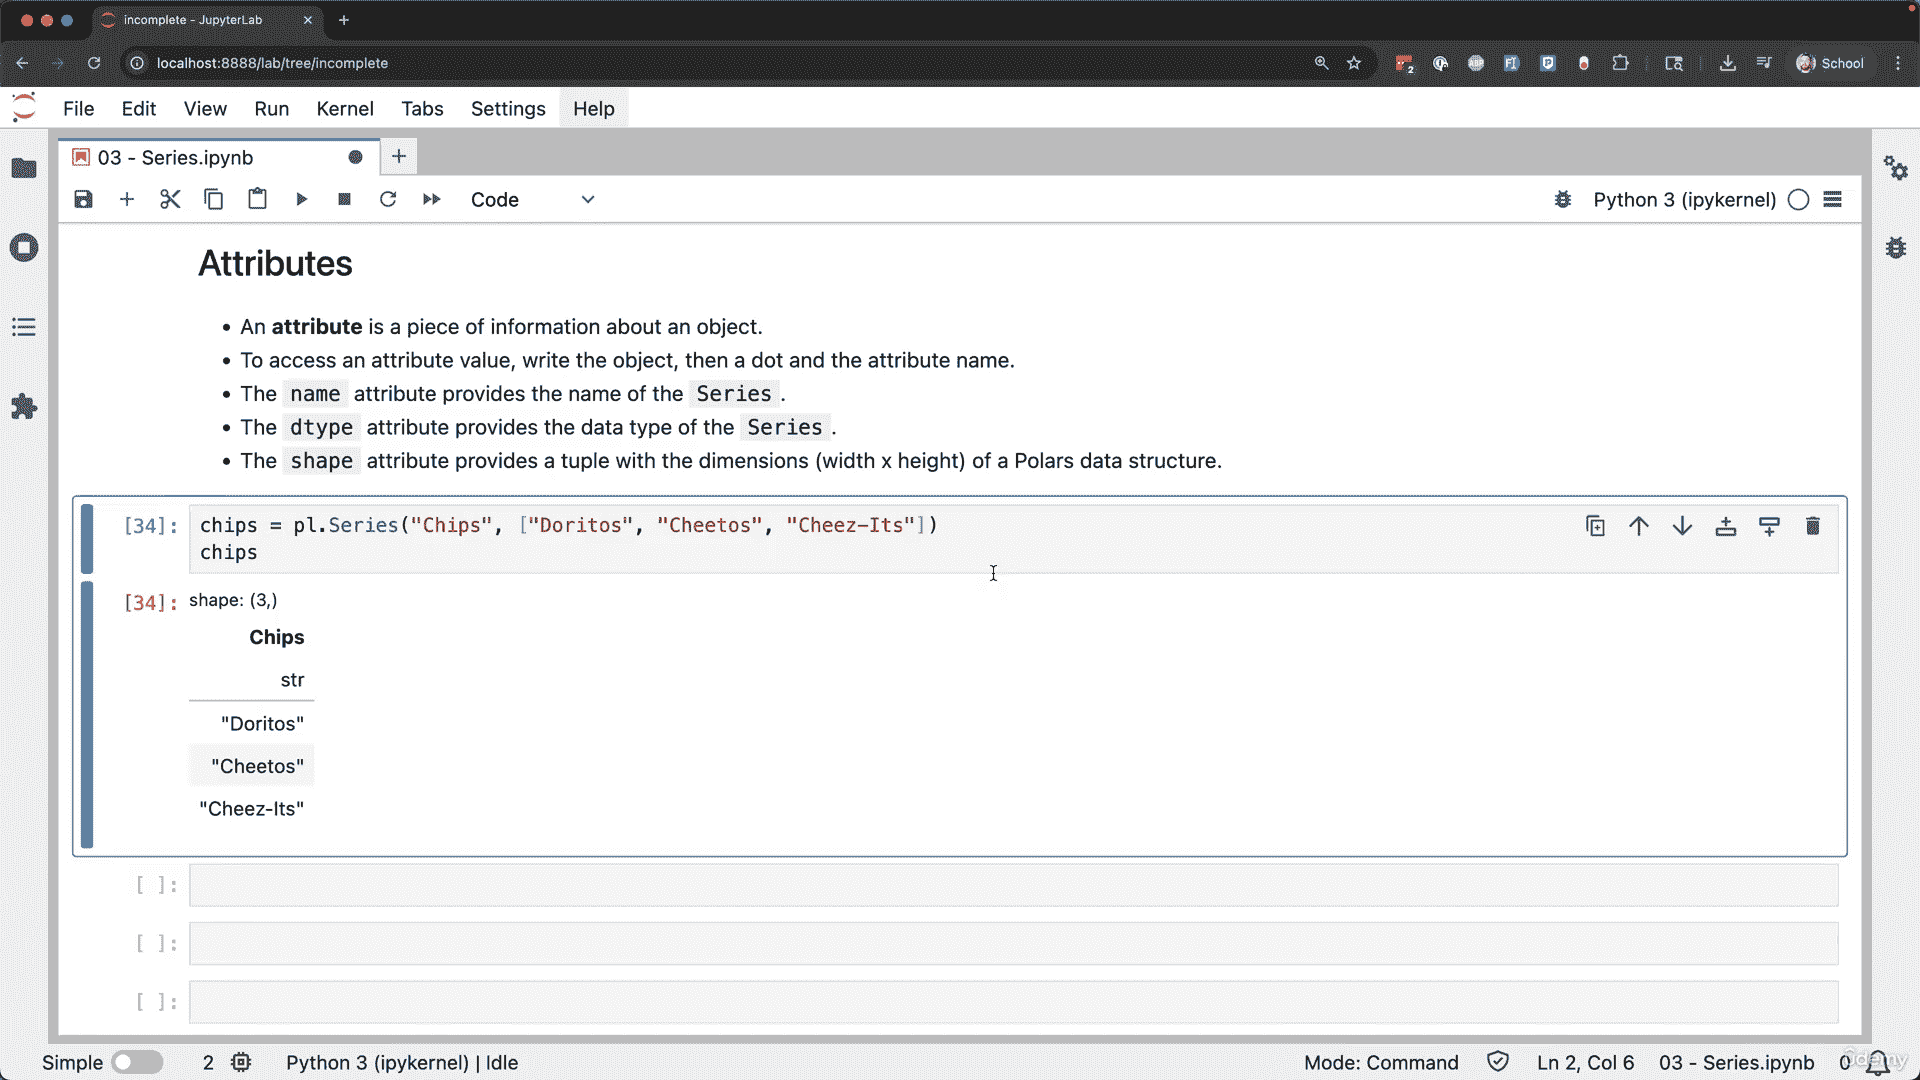 incomplete - JupyterLab
localhost:8888/lab/tree/incomplete
2
ABP
School
File Edit View Run Kernel Tabs Settings Help
03 - Series.ipynb
Code
Python 3 (ipykernel)
Attributes
• An attribute is a piece of information about an object.
• To access an attribute value, write the object, then a dot and the attribute name.
• The name attribute provides the name of the Series.
• The dtype attribute provides the data type of the Series.
• The shape attribute provides a tuple with the dimensions (width x height) of a Polars data structure.
[34]: chips = pl.Series("Chips", ["Doritos", "Cheetos", "Cheez-Its"])
chips
[34]: shape: (3,)
Chips
str
"Doritos"
"Cheetos"
"Cheez-Its"
[ ]:
[ ]:
[ ]:
Simple 2 Python 3 (ipykernel) | Idle Mode: Command Ln 2, Col 6 03 - Series.ipynb 0
Udemy